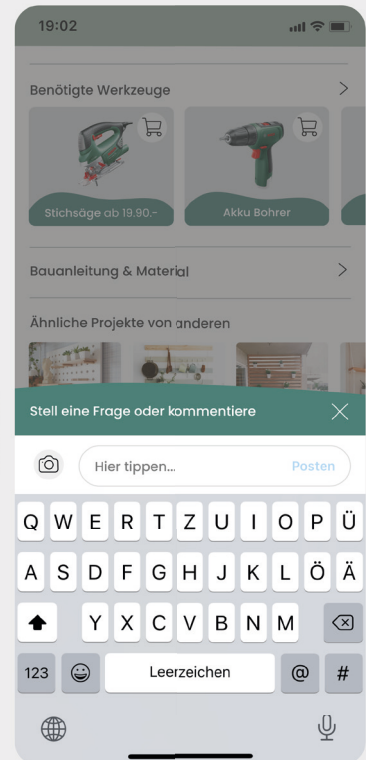 19:02
Benötigte Werkzeuge
Stichsäge ab 19.90.-
Akku Bohrer
Bauanleitung & Material
Ähnliche Projekte von anderen
Stell eine Frage oder kommentiere
Hier tippen... Posten
Q W E R T Z U I O P Ü
A S D F G H J K L Ö Ä
Y X C V B N M
123 Leerzeichen @ #